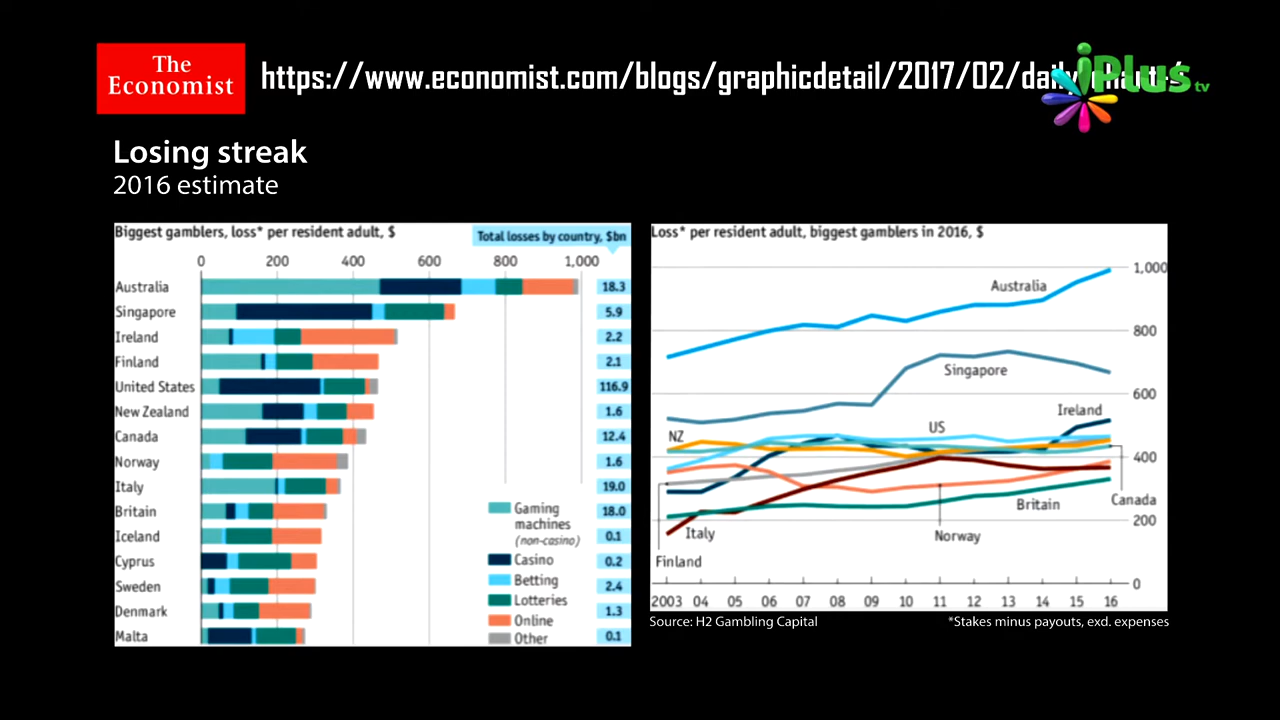 The
Economist
https://www.economist.com/blogs/graphicdetail/2017/02/daily
iPlus tv
Losing streak
2016 estimate
Biggest gamblers, loss* per resident adult, $
Total losses by country, $bn
0 200 400 600 800 1,000
Australia 18.3
Singapore 5.9
Ireland 2.2
Finland 2.1
United States 116.9
New Zealand 1.6
Canada 12.4
Norway 1.6
Italy 19.0
Britain 18.0
Iceland 0.1
Cyprus 0.2
Sweden 2.4
Denmark 1.3
Malta 0.1
Gaming
machines
(non-casino)
Casino
Betting
Lotteries
Online
Other
Loss* per resident adult, biggest gamblers in 2016, $
1,000
Australia
800
Singapore
600
Ireland
US
NZ
400
Canada
Britain
200
Italy
Norway
Finland
0
2003 04 05 06 07 08 09 10 11 12 13 14 15 16
Source: H2 Gambling Capital
*Stakes minus payouts, exd. expenses